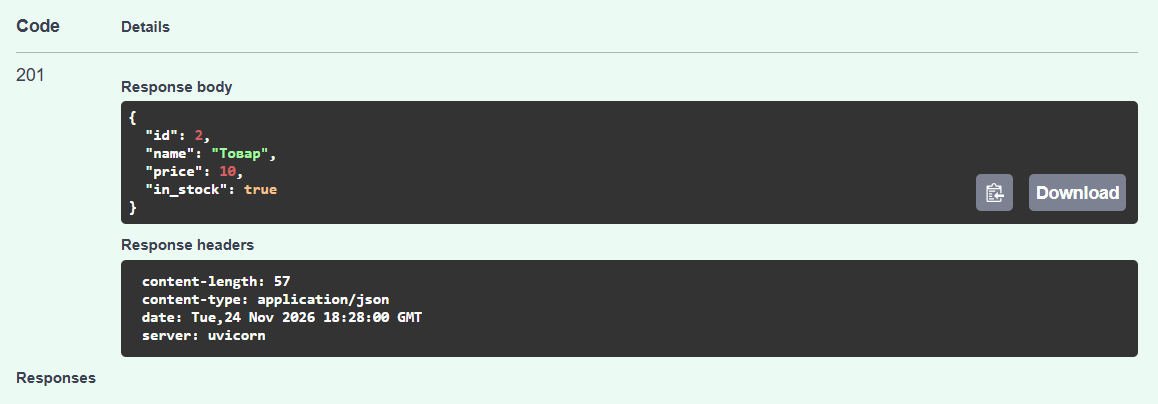 Code Details
201
Response body
{
"id": 2,
"name": "Товар",
"price": 10,
"in_stock": true
}
Download
Response headers
content-length: 57
content-type: application/json
date: Tue,24 Nov 2026 18:28:00 GMT
server: uvicorn
Responses